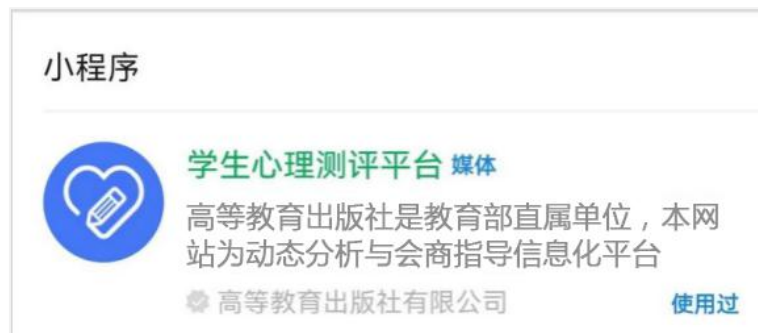 小程序
学生心理测评平台 媒体
高等教育出版社是教育部直属单位，本网
站为动态分析与会商指导信息化平台
高等教育出版社有限公司 使用过